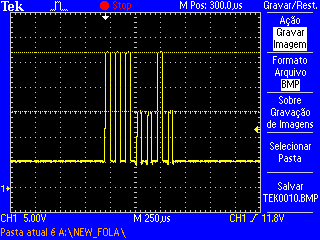 Tek
Stop
M Pos: 300.0µs
Gravar/Rest.
Ação
Gravar
Imagem
Formato
Arquivo
BMP
Sobre
Gravação
de Imagens
Selecionar
Pasta
Salvar
TEK0010.BMP
1
CH1 5.00V
M 250µs
CH1 / 11.8V
Pasta atual é A:\NEW_FOLA\